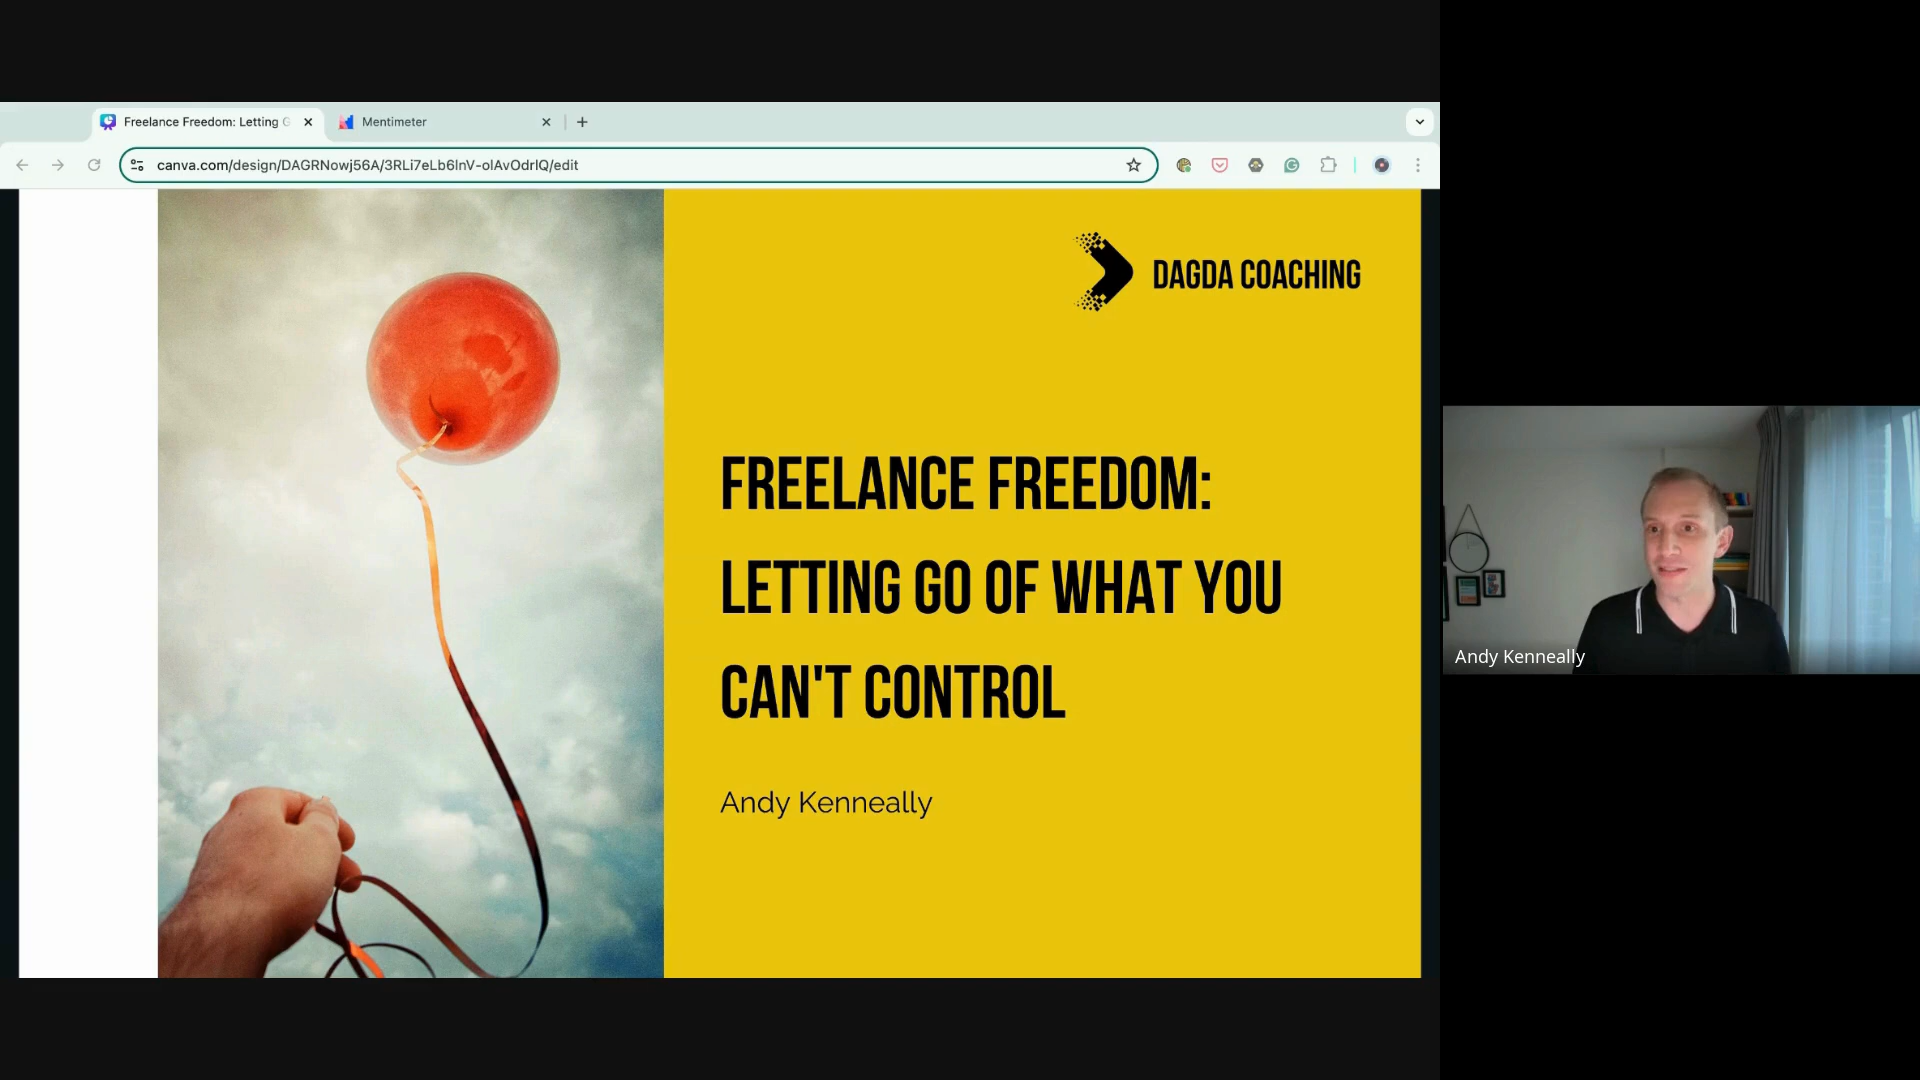 Freelance Freedom: Letting G
Mentimeter
canva.com/design/DAGRNowj56A/3RLi7eLb6InV-olAvOdrlQ/edit
DAGDA COACHING
FREELANCE FREEDOM:
LETTING GO OF WHAT YOU
CAN'T CONTROL
Andy Kenneally
Andy Kenneally